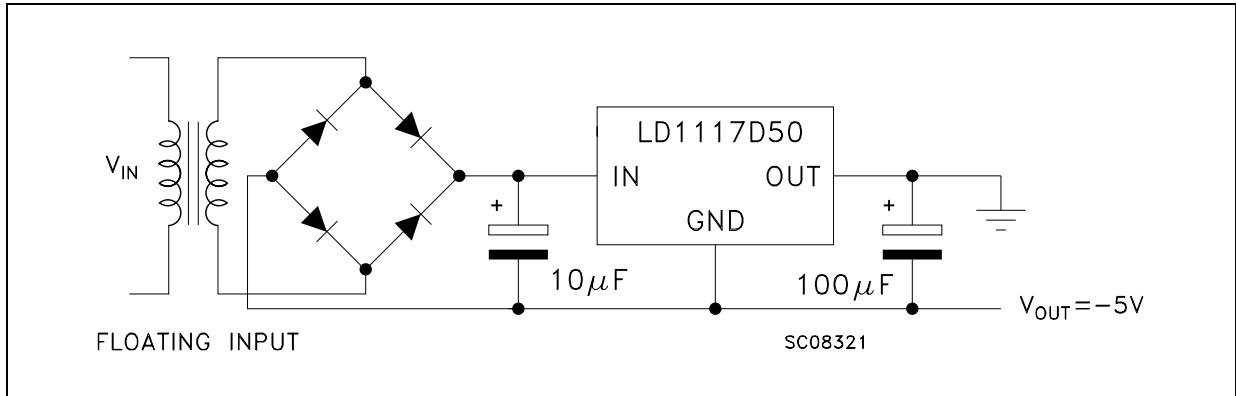 LD1117D50
V_IN
IN
OUT
+
+
GND
10μF
100μF
V_OUT=-5V
FLOATING INPUT
SC08321